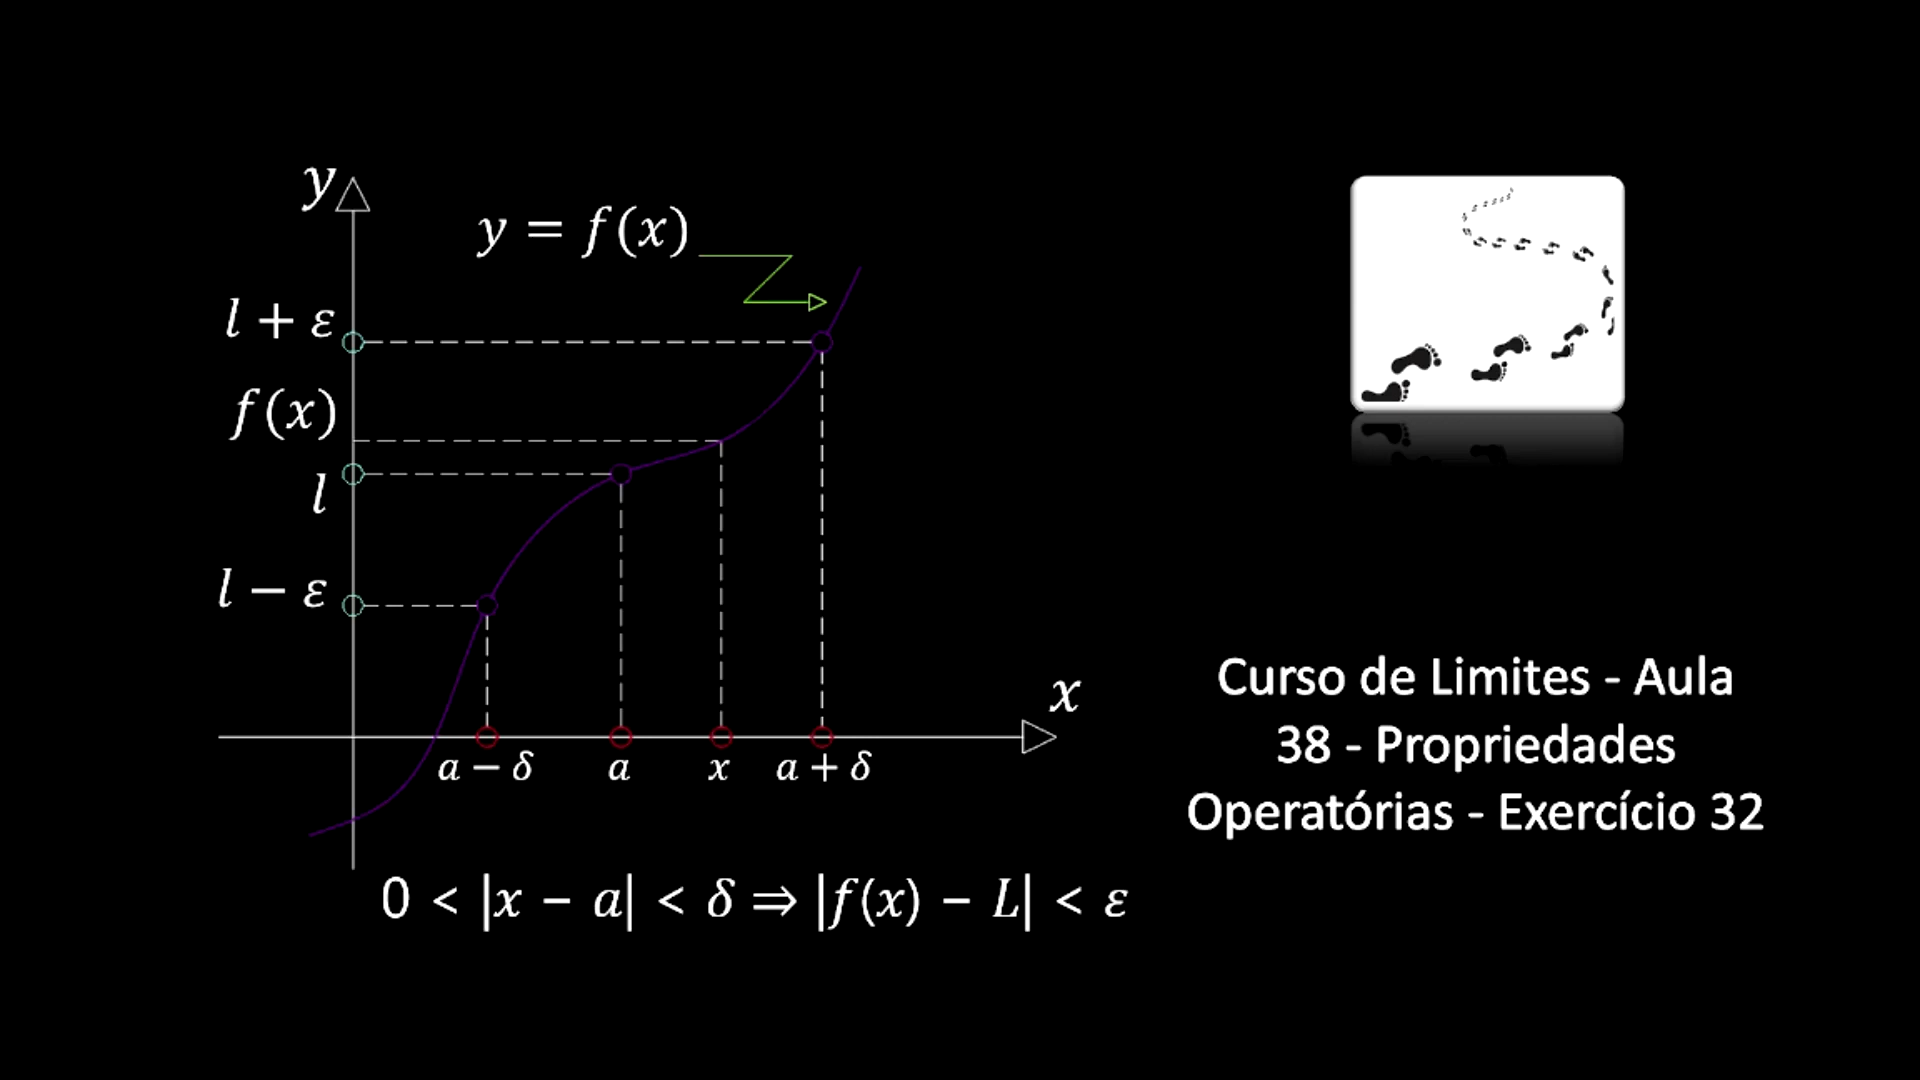 y
y = f(x)
l + ε
f(x)
l
l − ε
x
a − δ a x a + δ
0 < |x − a| < δ ⇒ |f(x) − L| < ε
Curso de Limites - Aula
38 - Propriedades
Operatórias - Exercício 32